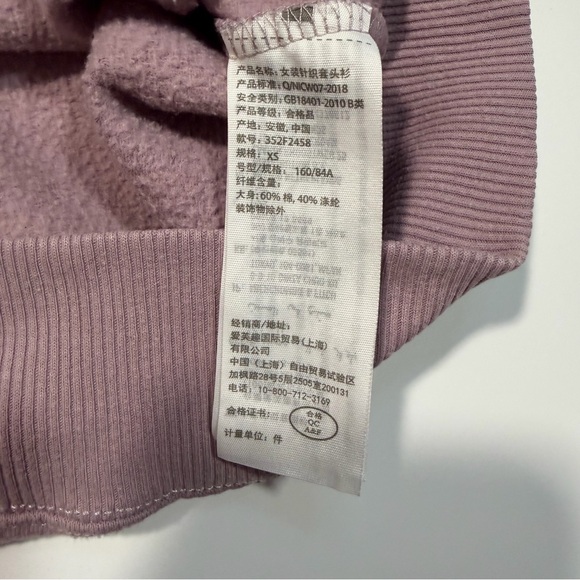 产品名称: 女装针织套头衫
产品标准: Q/NICW07-2018
安全类别: GB18401-2010 B类
产品等级: 合格品
产地: 安徽, 中国
款号: 352F2458
规格: XS
号型/规格: 160/84A
纤维含量:
大身: 60% 棉, 40% 涤纶
装饰物除外
经销商/地址:
爱芙趣国际贸易(上海)
有限公司
中国 (上海) 自由贸易试验区
加枫路28号5层2505室200131
电话: 10-800-712-3169
合格证书: 合格
QC
A&F
计量单位: 件